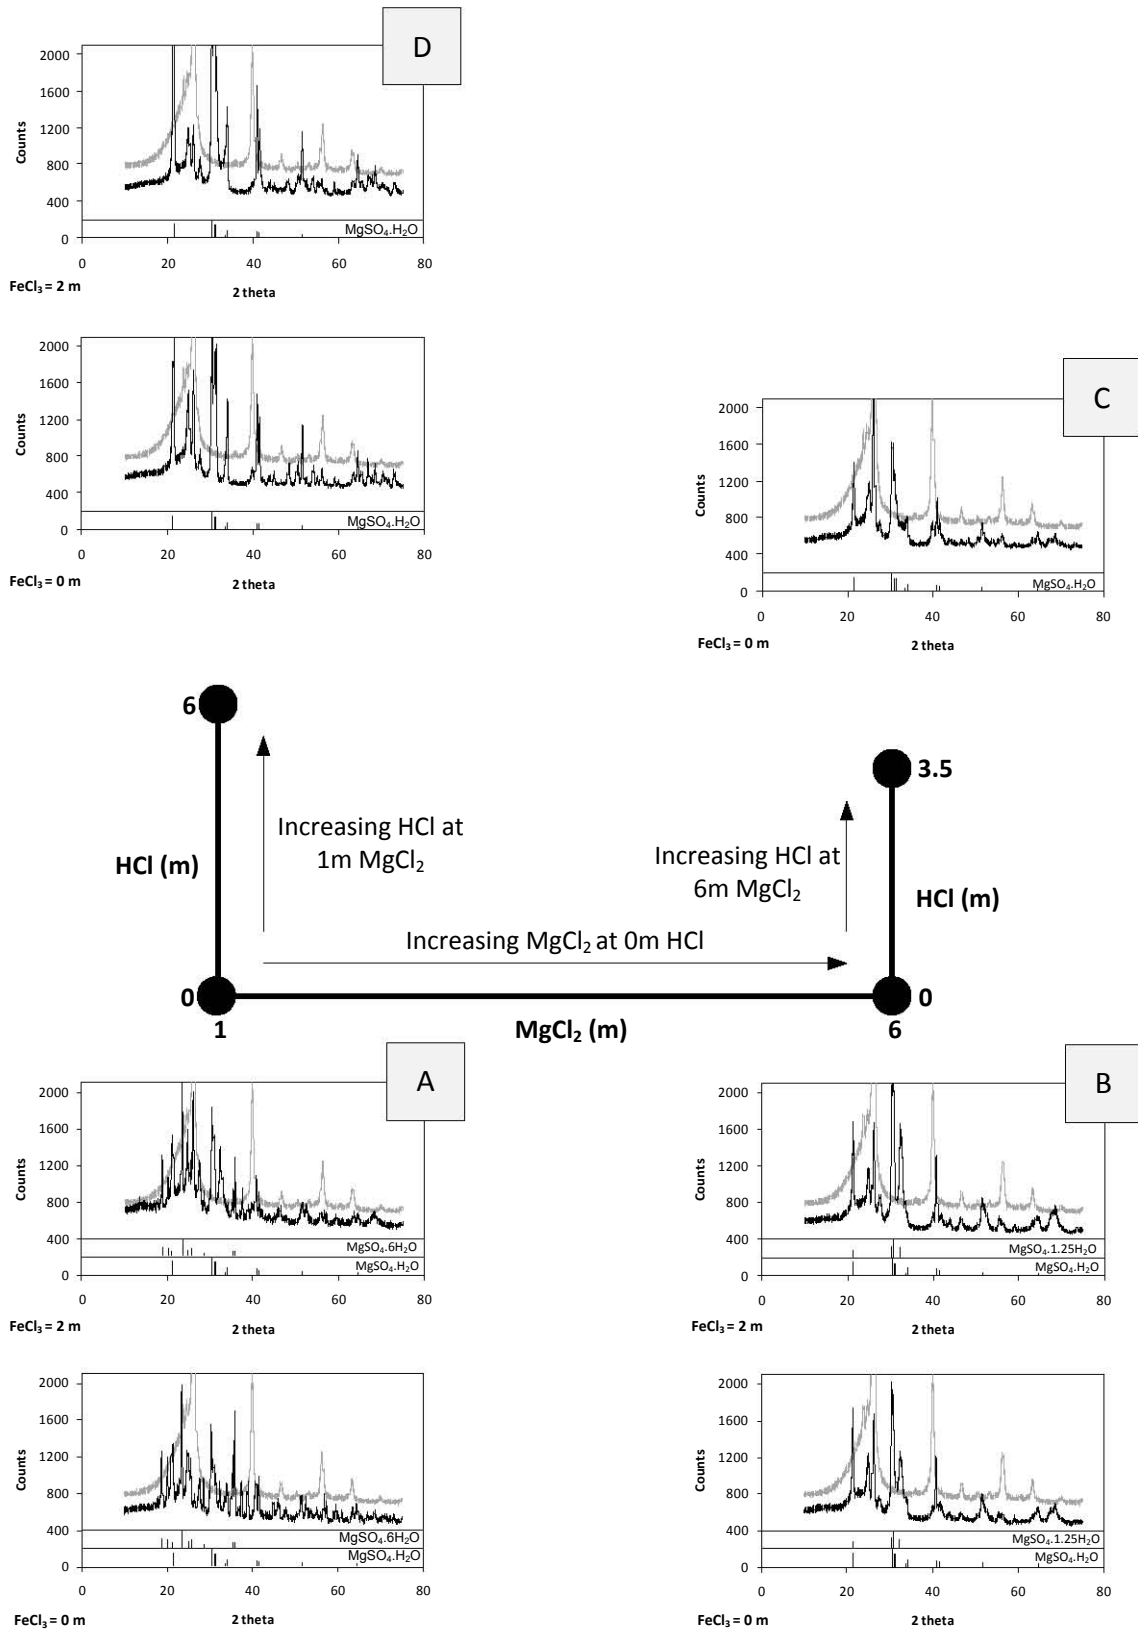 D
2000
1600
1200
800
400
0
Counts
MgSO₄.H₂O
0 20 40 60 80
FeCl₃ = 2 m
2 theta
2000
1600
1200
800
400
0
Counts
MgSO₄.H₂O
0 20 40 60 80
FeCl₃ = 0 m
2 theta
C
2000
1600
1200
800
400
0
Counts
MgSO₄.H₂O
0 20 40 60 80
FeCl₃ = 0 m
2 theta
6
3.5
Increasing HCl at
1m MgCl₂
HCl (m)
Increasing HCl at
6m MgCl₂
HCl (m)
Increasing MgCl₂ at 0m HCl
0
0
1
MgCl₂ (m)
6
A
2000
1600
1200
800
400
0
Counts
MgSO₄.6H₂O
MgSO₄.H₂O
0 20 40 60 80
FeCl₃ = 2 m
2 theta
B
2000
1600
1200
800
400
0
Counts
MgSO₄.1.25H₂O
MgSO₄.H₂O
0 20 40 60 80
FeCl₃ = 2 m
2 theta
2000
1600
1200
800
400
0
Counts
MgSO₄.6H₂O
MgSO₄.H₂O
0 20 40 60 80
FeCl₃ = 0 m
2 theta
2000
1600
1200
800
400
0
Counts
MgSO₄.1.25H₂O
MgSO₄.H₂O
0 20 40 60 80
FeCl₃ = 0 m
2 theta